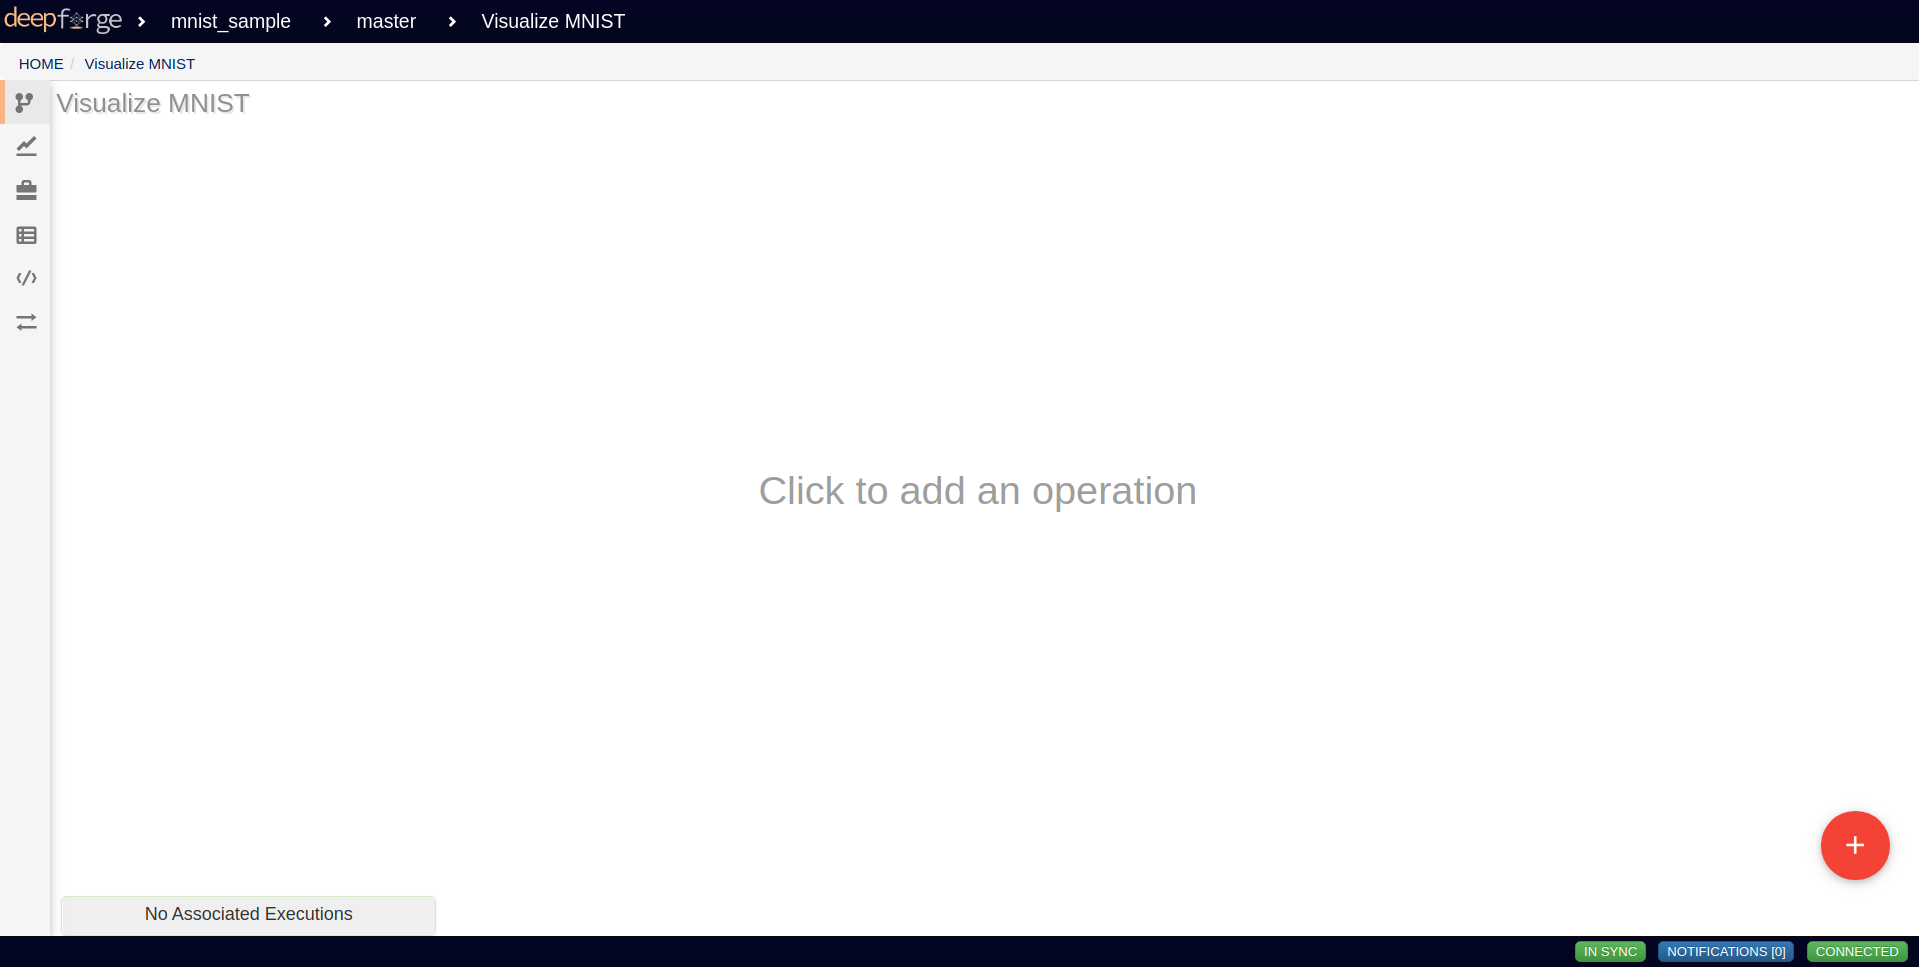 deepforge mnist_sample master Visualize MNIST
HOME / Visualize MNIST
Visualize MNIST
Click to add an operation
No Associated Executions
IN SYNC NOTIFICATIONS [0] CONNECTED